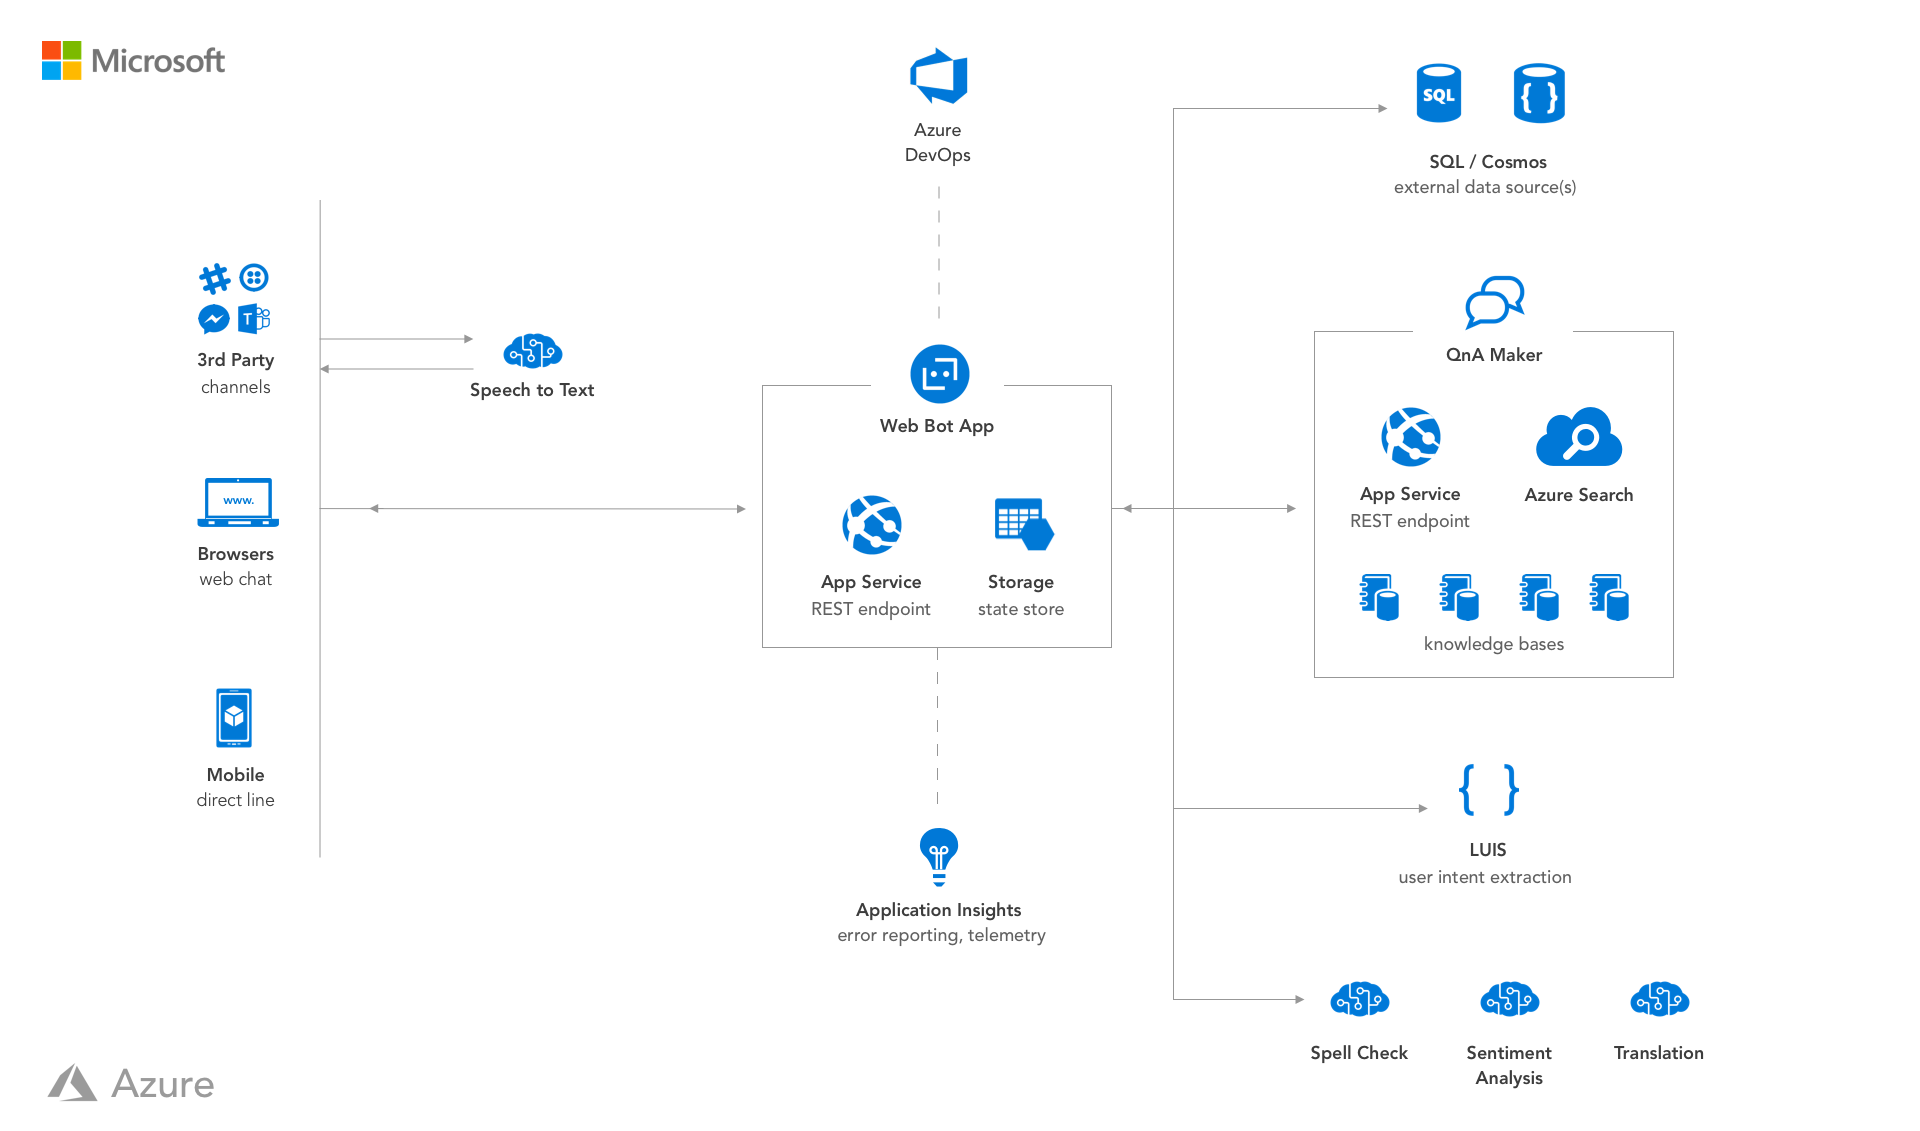 Microsoft
Azure
DevOps
SQL
{ }
SQL / Cosmos
external data source(s)
T
3rd Party
channels
Speech to Text
QnA Maker
Web Bot App
App Service
REST endpoint
Azure Search
www.
Browsers
web chat
App Service
REST endpoint
Storage
state store
knowledge bases
Mobile
direct line
{ }
LUIS
user intent extraction
Application Insights
error reporting, telemetry
Spell Check
Sentiment
Analysis
Translation
Azure